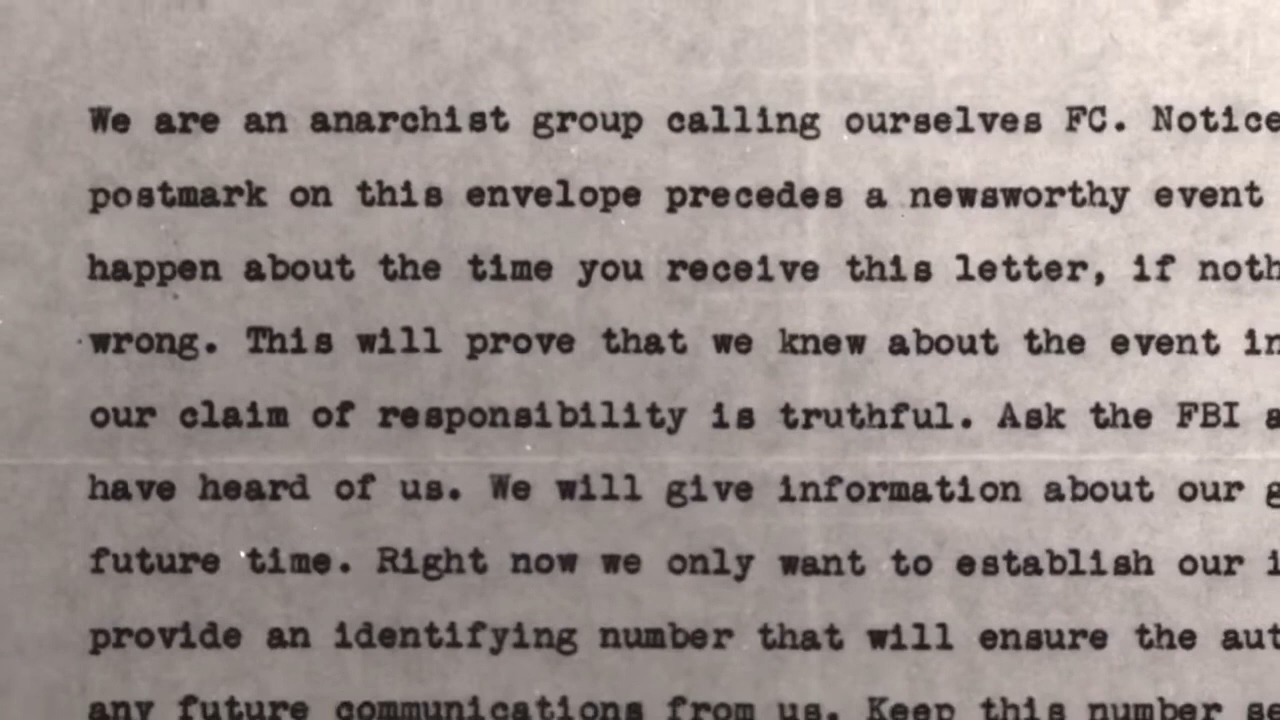 We are an anarchist group calling ourselves FC. Notice
postmark on this envelope precedes a newsworthy event
happen about the time you receive this letter, if noth
wrong. This will prove that we knew about the event in
our claim of responsibility is truthful. Ask the FBI a
have heard of us. We will give information about our g
future time. Right now we only want to establish our i
provide an identifying number that will ensure the aut
any future communications from us. Keep this number se